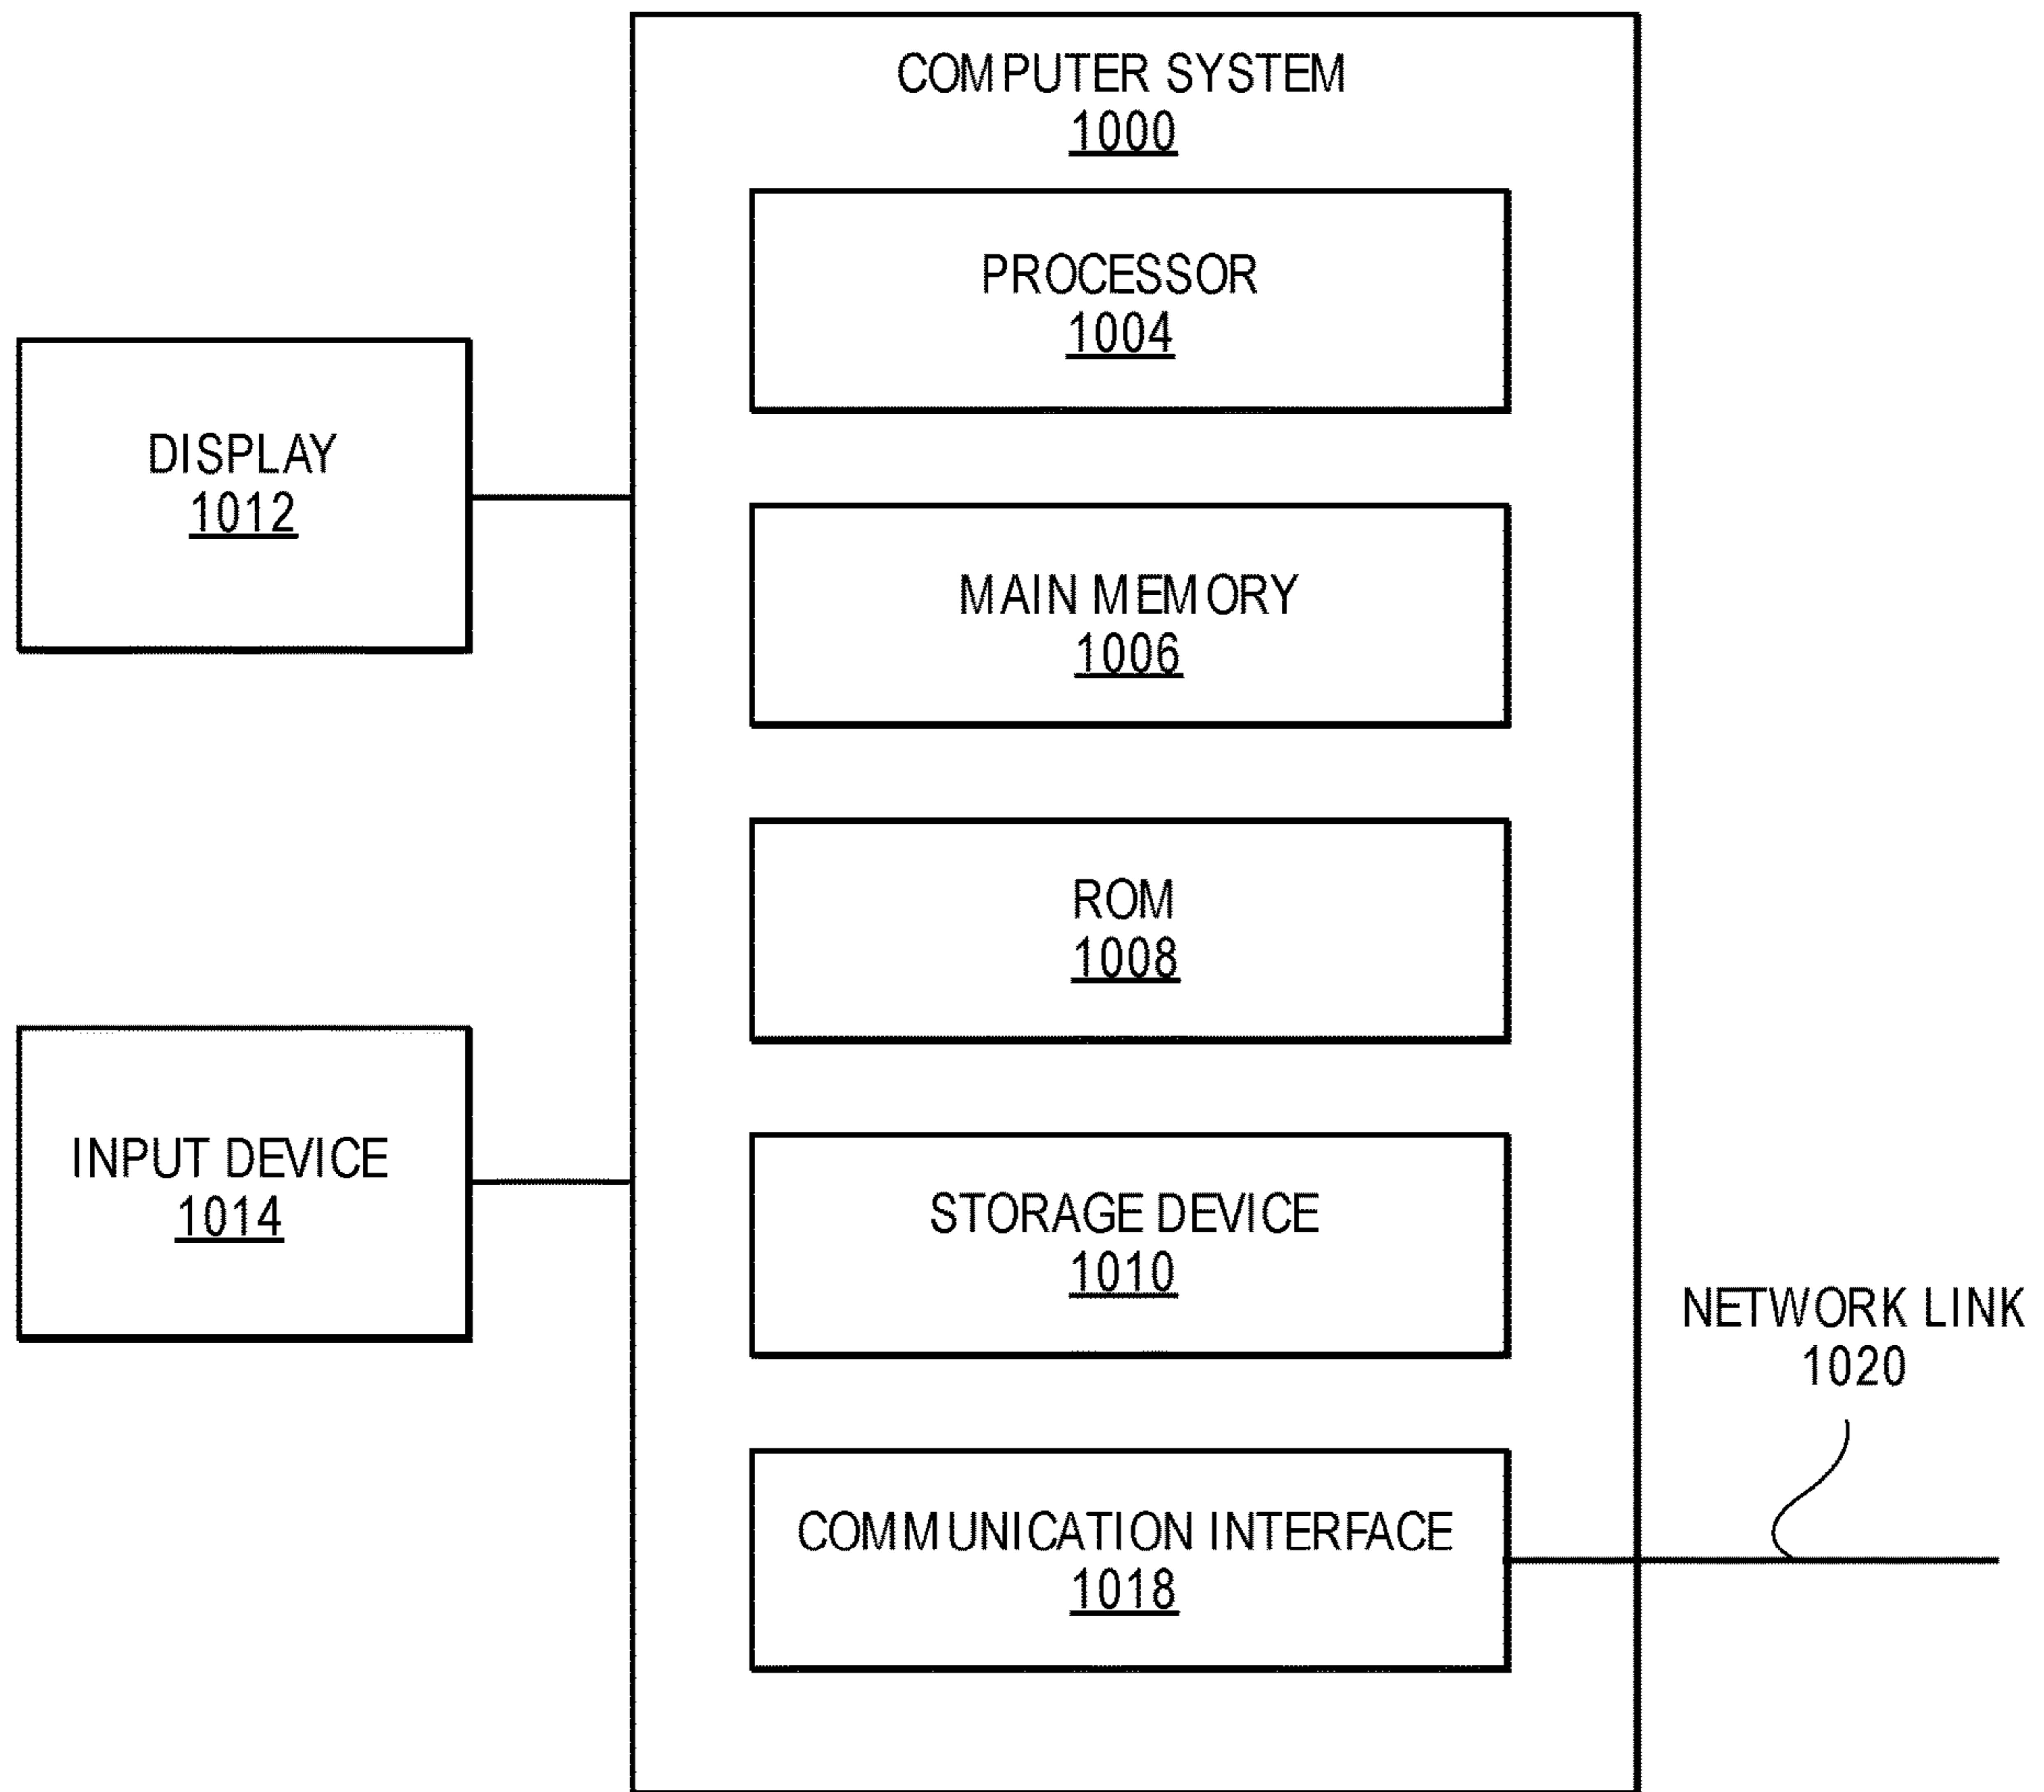 COMPUTER SYSTEM
1000
PROCESSOR
1004
DISPLAY
1012
MAIN MEMORY
1006
ROM
1008
INPUT DEVICE
1014
STORAGE DEVICE
1010
NETWORK LINK
1020
COMMUNICATION INTERFACE
1018